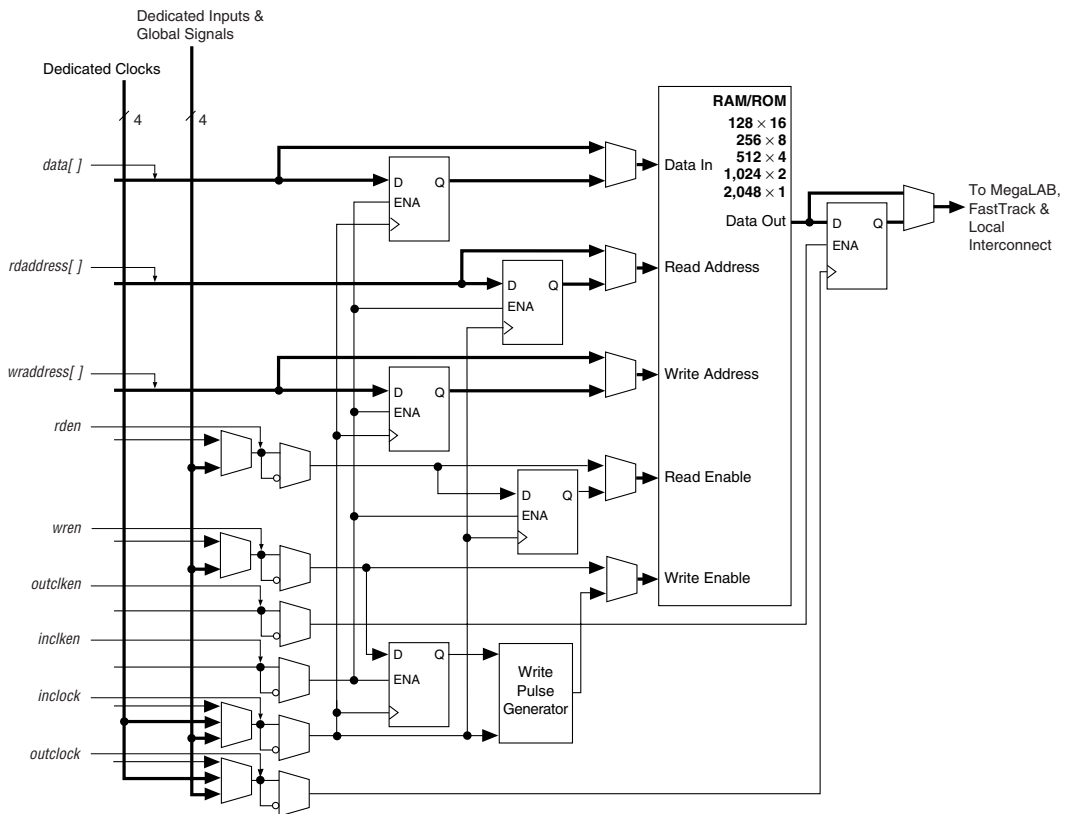 Dedicated Inputs &
Global Signals
Dedicated Clocks
4
4
RAM/ROM
128 × 16
256 × 8
512 × 4
1,024 × 2
2,048 × 1
data[ ]
D
Q
ENA
Data In
Data Out
D
Q
ENA
To MegaLAB,
FastTrack &
Local
Interconnect
rdaddress[ ]
D
Q
ENA
Read Address
wraddress[ ]
D
Q
ENA
Write Address
rden
D
Q
ENA
Read Enable
wren
Write Enable
outclken
inclken
D
Q
ENA
Write
Pulse
Generator
inclock
outclock